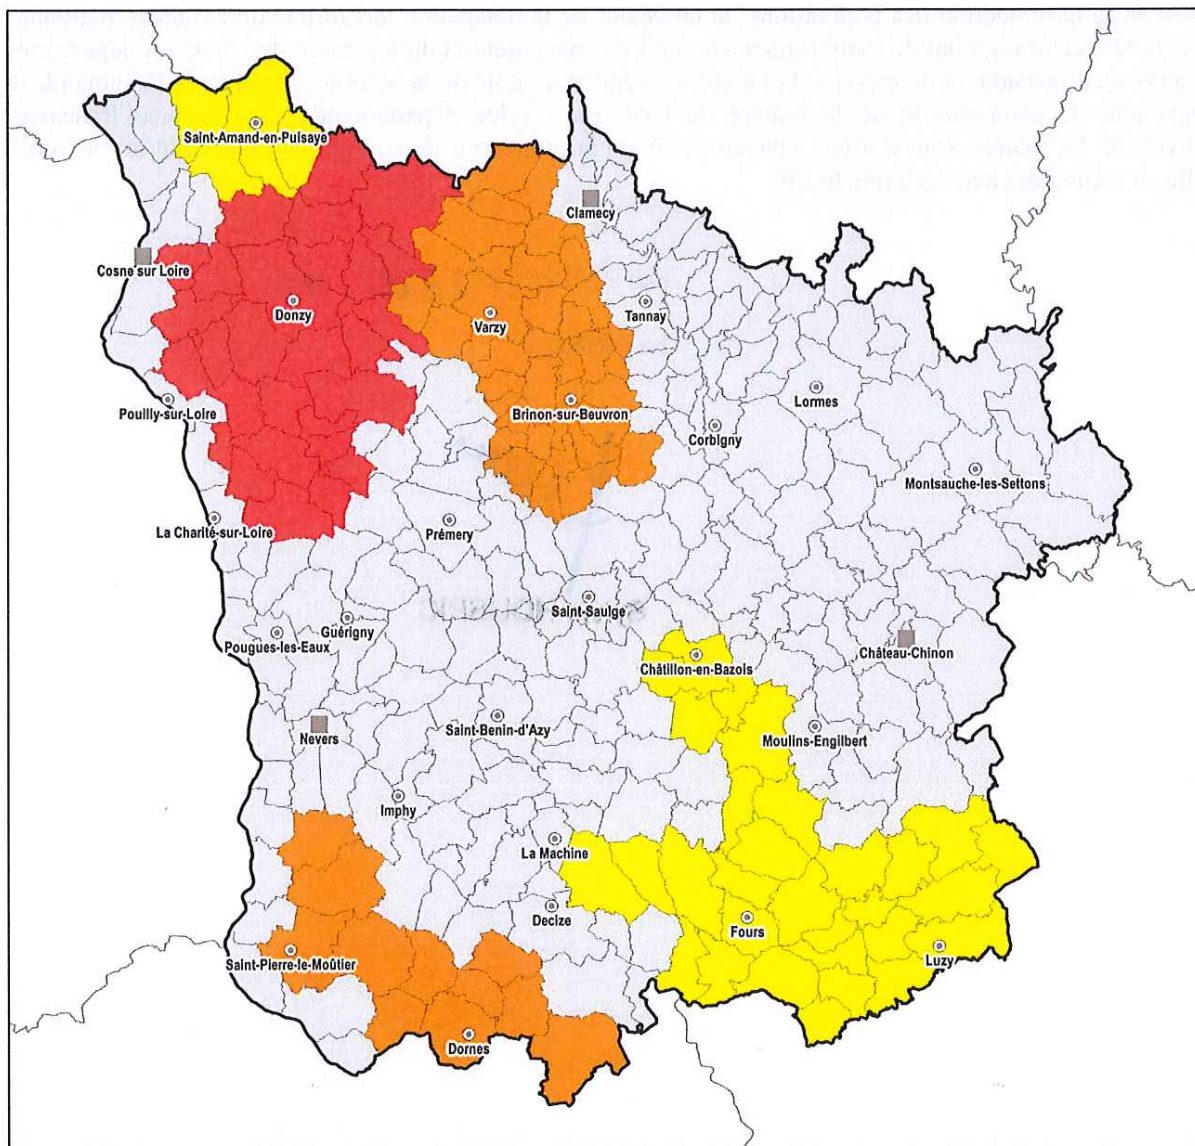 Saint-Amand-en-Puisaye
Clamecy
Cosne sur Loire
Donzy
Varzy
Tannay
Pouilly-sur-Loire
Brinon-sur-Beuvron
Lormes
Corbigny
Montsauche-les-Settons
La Charité-sur-Loire
Prémery
Saint-Saulge
Guérigny
Pougues-les-Eaux
Châtillon-en-Bazois
Château-Chinon
Nevers
Saint-Benin-d'Azy
Moulins-Engilbert
Imphy
La Machine
Decize
Fours
Saint-Pierre-le-Moûtier
Luzy
Dornes